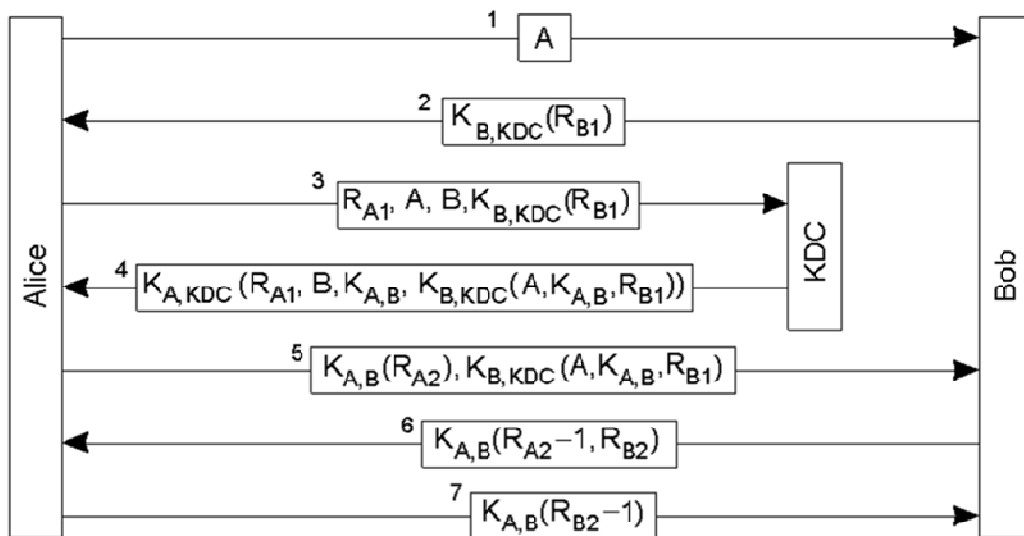 1
A
2
K_B,KDC(R_B1)
3
R_A1, A, B,K_B,KDC(R_B1)
KDC
4
K_A,KDC(R_A1, B,K_A,B, K_B,KDC(A,K_A,B,R_B1))
Alice
Bob
5
K_A,B(R_A2),K_B,KDC(A,K_A,B,R_B1)
6
K_A,B(R_A2−1,R_B2)
7
K_A,B(R_B2−1)